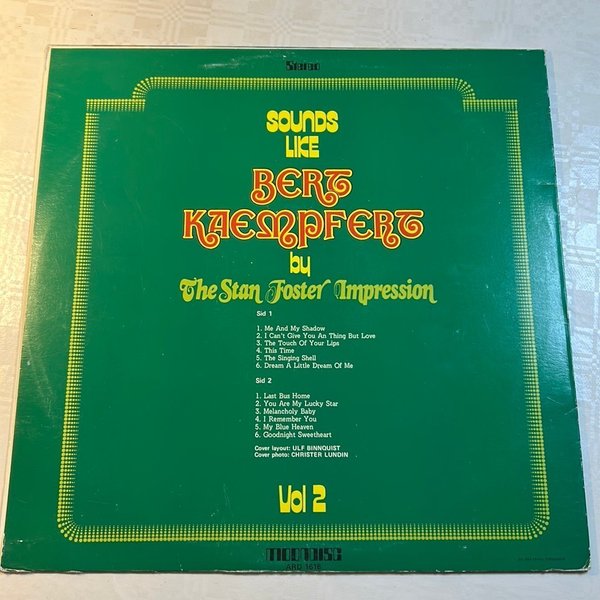 Stereo
SOUNDS
LIKE
BERT
KAEMPFERT
by
The Stan Foster Impression
Sid 1
1. Me And My Shadow
2. I Can't Give You An Thing But Love
3. The Touch Of Your Lips
4. This Time
5. The Singing Shell
6. Dream A Little Dream Of Me
Sid 2
1. Last Bus Home
2. You Are My Lucky Star
3. Melancholy Baby
4. I Remember You
5. My Blue Heaven
6. Goodnight Sweetheart
Cover layout: ULF BINNQUIST
Cover photo: CHRISTER LUNDIN
Vol 2
ARD 1616